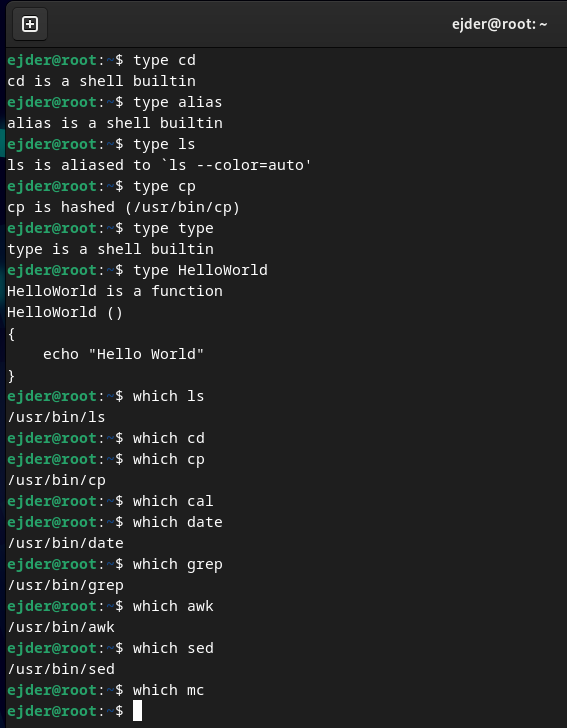 ejder@root: ~
ejder@root:~$ type cd
cd is a shell builtin
ejder@root:~$ type alias
alias is a shell builtin
ejder@root:~$ type ls
ls is aliased to `ls --color=auto'
ejder@root:~$ type cp
cp is hashed (/usr/bin/cp)
ejder@root:~$ type type
type is a shell builtin
ejder@root:~$ type HelloWorld
HelloWorld is a function
HelloWorld ()
{
    echo "Hello World"
}
ejder@root:~$ which ls
/usr/bin/ls
ejder@root:~$ which cd
ejder@root:~$ which cp
/usr/bin/cp
ejder@root:~$ which cal
ejder@root:~$ which date
/usr/bin/date
ejder@root:~$ which grep
/usr/bin/grep
ejder@root:~$ which awk
/usr/bin/awk
ejder@root:~$ which sed
/usr/bin/sed
ejder@root:~$ which mc
ejder@root:~$